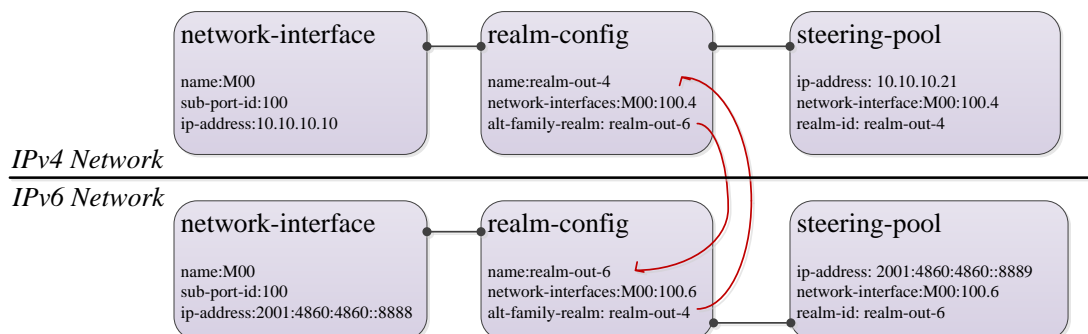 network-interface
name:M00
sub-port-id:100
ip-address:10.10.10.10
realm-config
name:realm-out-4
network-interfaces:M00:100.4
alt-family-realm: realm-out-6
steering-pool
ip-address: 10.10.10.21
network-interface:M00:100.4
realm-id: realm-out-4
IPv4 Network
IPv6 Network
network-interface
name:M00
sub-port-id:100
ip-address:2001:4860:4860::8888
realm-config
name:realm-out-6
network-interfaces:M00:100.6
alt-family-realm: realm-out-4
steering-pool
ip-address: 2001:4860:4860::8889
network-interface:M00:100.6
realm-id: realm-out-6